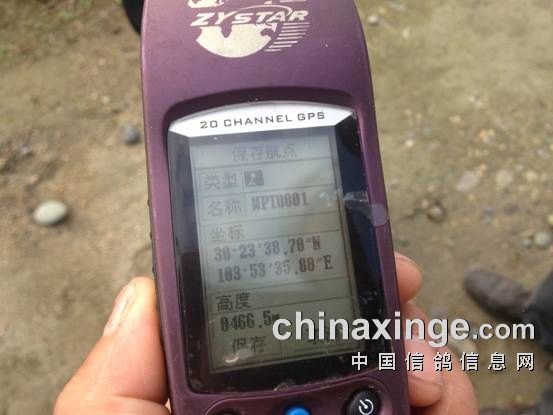 ZYSTAR
20 CHANNEL GPS
保存航点
类型
名称 WPT0001
坐标
30-23'38.70"N
103-53'35.80"E
高度
0466.5m
保存
chinaxinge.com
中国信鸽信息网